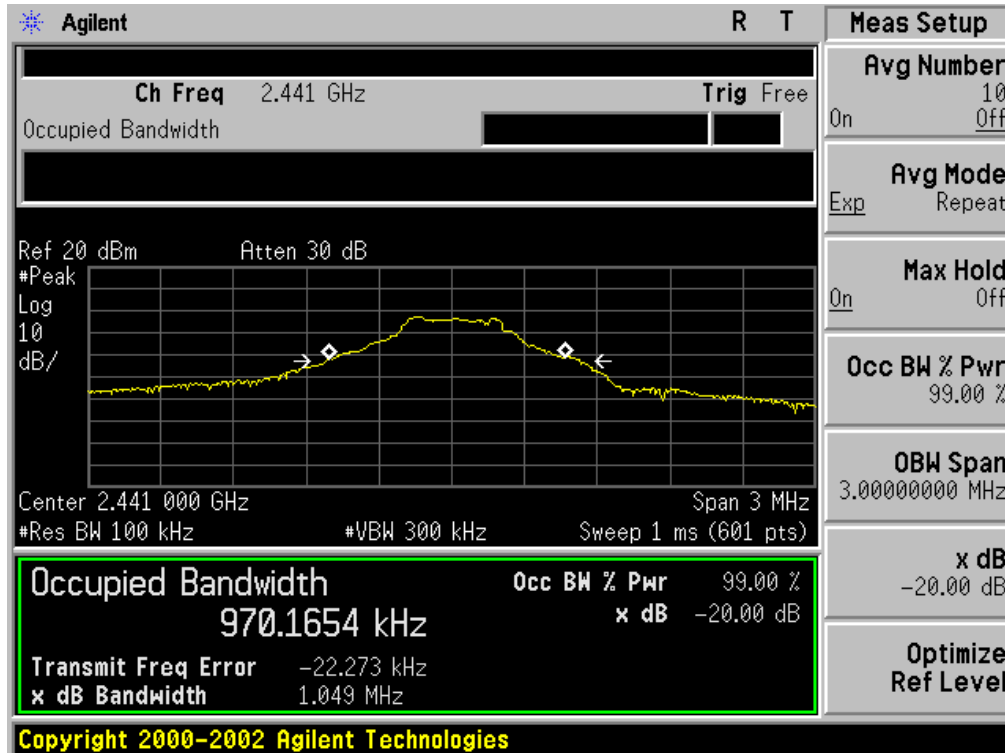 Agilent R T
Ch Freq 2.441 GHz Trig Free
Occupied Bandwidth
Ref 20 dBm Atten 30 dB
#Peak
Log
10
dB/
Center 2.441 000 GHz Span 3 MHz
#Res BW 100 kHz #VBW 300 kHz Sweep 1 ms (601 pts)
Occupied Bandwidth Occ BW % Pwr 99.00 %
970.1654 kHz x dB -20.00 dB
Transmit Freq Error -22.273 kHz
x dB Bandwidth 1.049 MHz
Copyright 2000-2002 Agilent Technologies
Meas Setup
Avg Number
10
On Off
Avg Mode
Exp Repeat
Max Hold
On Off
Occ BW % Pwr
99.00 %
OBW Span
3.00000000 MHz
x dB
-20.00 dB
Optimize
Ref Level